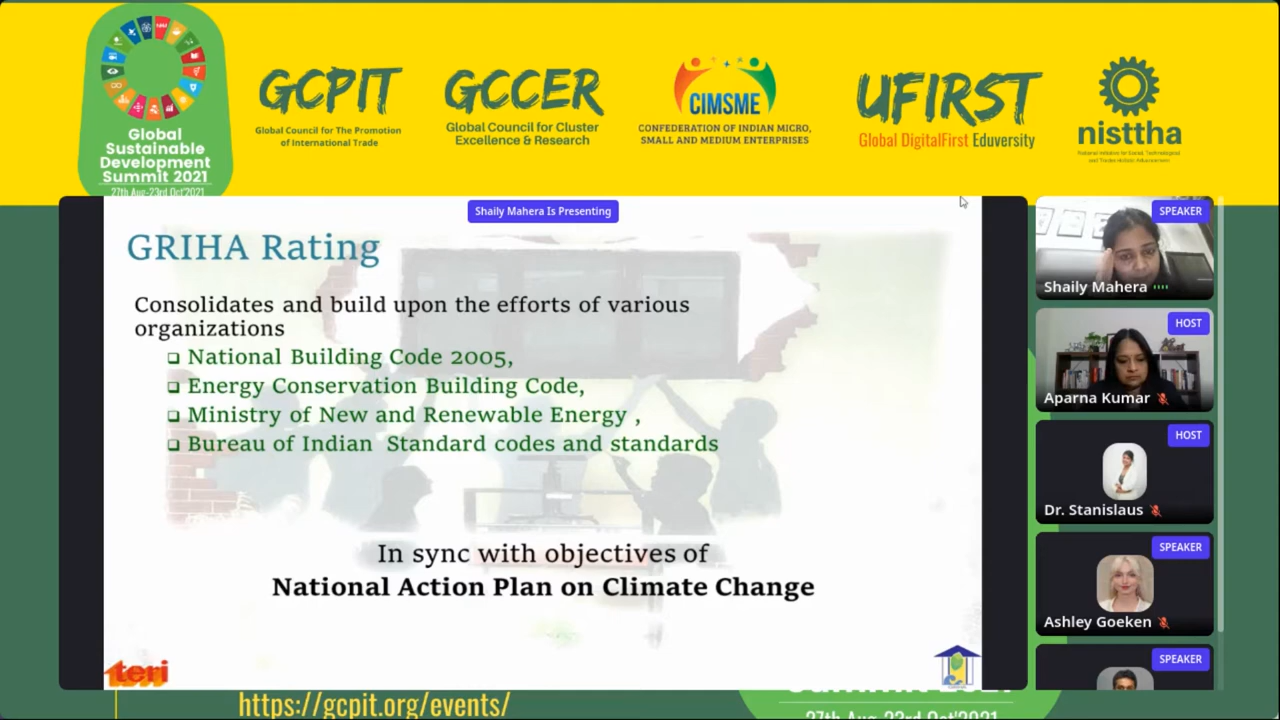 Global
Sustainable
Development
Summit 2021
27th Aug-23rd Oct'2021
GCPIT
Global Council for The Promotion
of International Trade
GCCER
Global Council for Cluster
Excellence & Research
CIMSME
CONFEDERATION OF INDIAN MICRO,
SMALL AND MEDIUM ENTERPRISES
UFIRST
Global DigitalFirst Eduversity
nisttha
Shaily Mahera Is Presenting
GRIHA Rating
Consolidates and build upon the efforts of various
organizations
National Building Code 2005,
Energy Conservation Building Code,
Ministry of New and Renewable Energy ,
Bureau of Indian Standard codes and standards
In sync with objectives of
National Action Plan on Climate Change
teri
SPEAKER
Shaily Mahera
HOST
Aparna Kumar
HOST
Dr. Stanislaus
SPEAKER
Ashley Goeken
SPEAKER
https://gcpit.org/events/
27th Aug-23rd Oct'2021